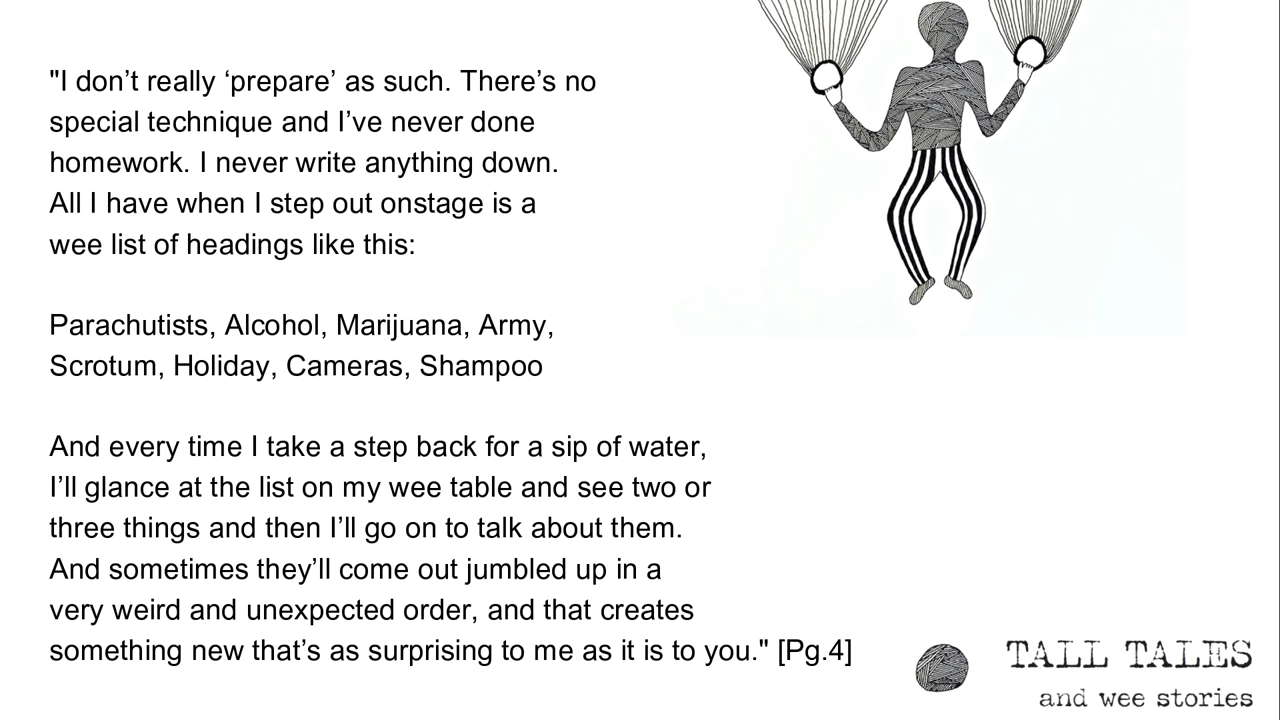 "I don’t really ‘prepare’ as such. There’s no
special technique and I’ve never done
homework. I never write anything down.
All I have when I step out onstage is a
wee list of headings like this:
Parachutists, Alcohol, Marijuana, Army,
Scrotum, Holiday, Cameras, Shampoo
And every time I take a step back for a sip of water,
I’ll glance at the list on my wee table and see two or
three things and then I’ll go on to talk about them.
And sometimes they’ll come out jumbled up in a
very weird and unexpected order, and that creates
something new that’s as surprising to me as it is to you." [Pg.4]
TALL TALES
and wee stories